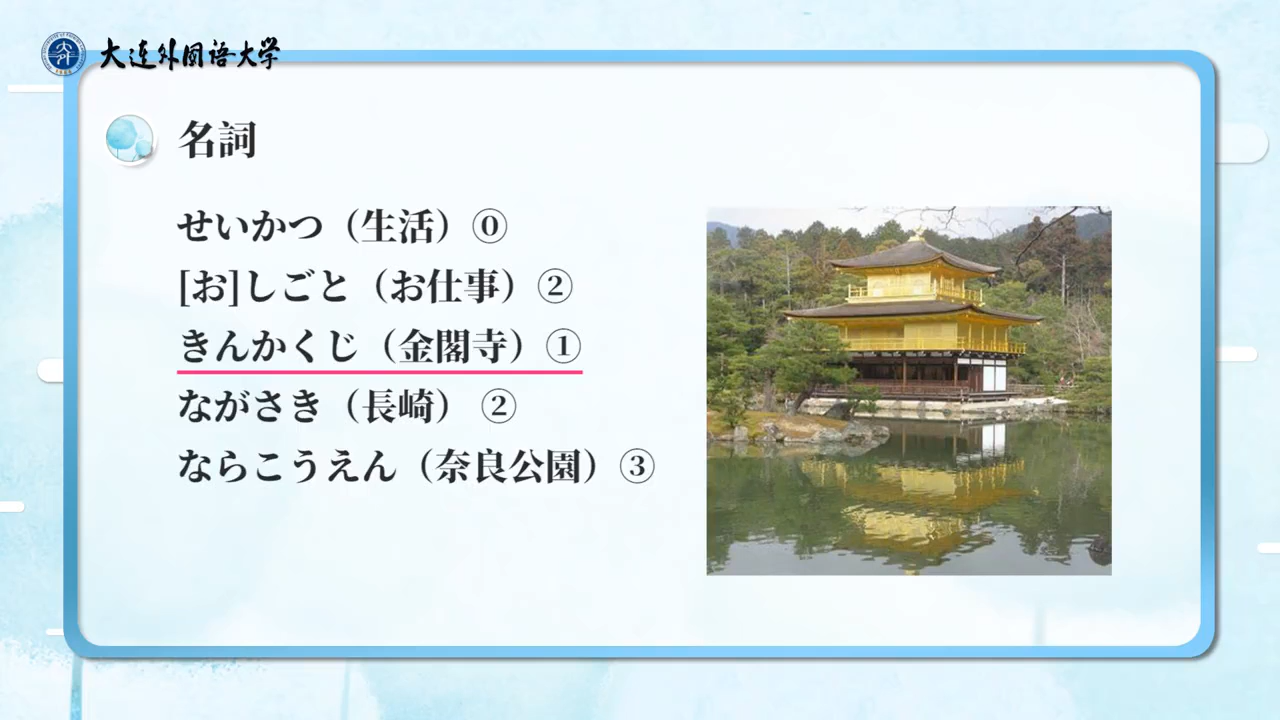 大连外国语大学
名詞
せいかつ（生活）⓪
[お]しごと（お仕事）②
きんかくじ（金閣寺）①
ながさき（長崎）②
ならこうえん（奈良公園）③